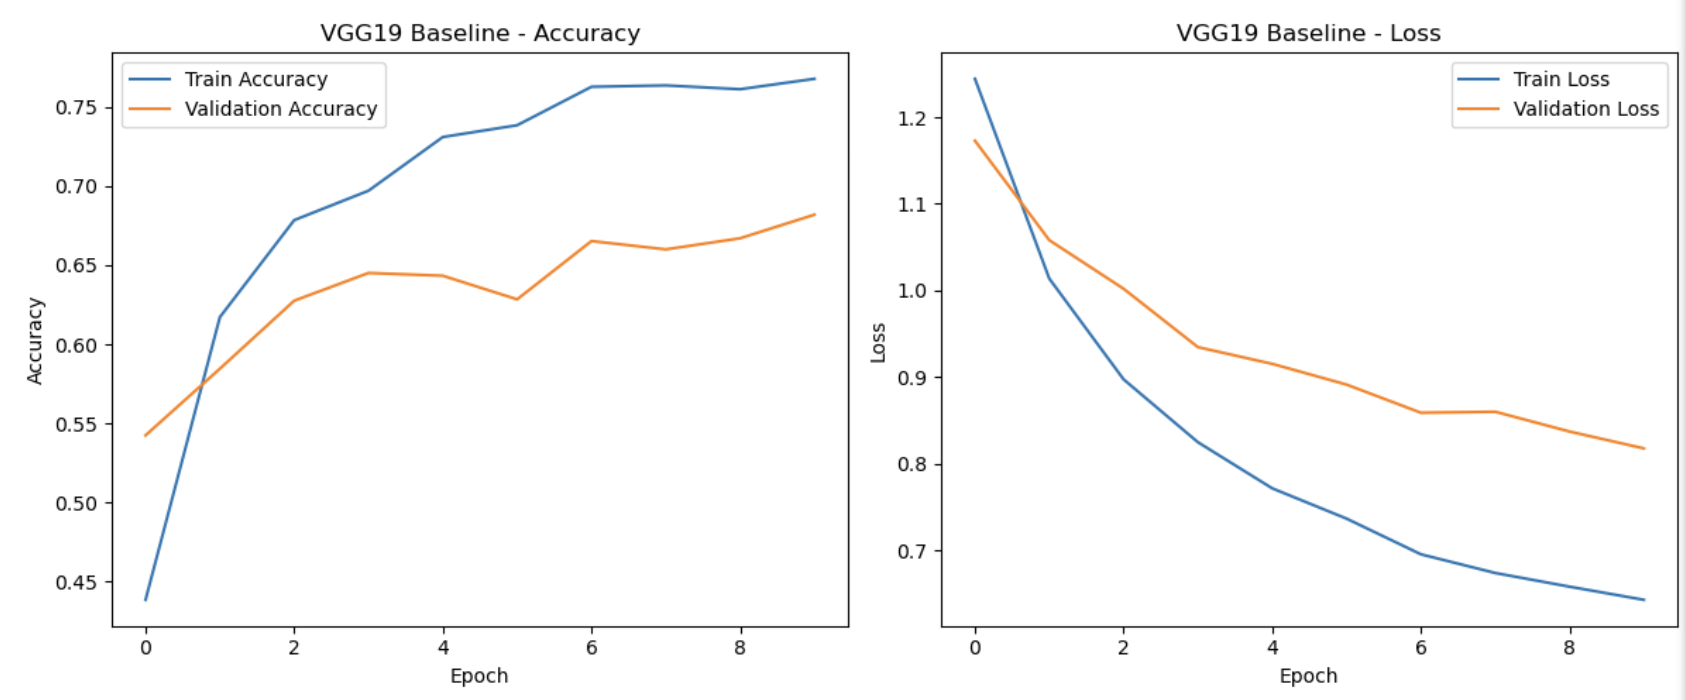 VGG19 Baseline - Accuracy
Train Accuracy
Validation Accuracy
0.75
0.70
0.65
0.60
0.55
0.50
0.45
Accuracy
0 2 4 6 8
Epoch
VGG19 Baseline - Loss
Train Loss
Validation Loss
1.2
1.1
1.0
0.9
0.8
0.7
Loss
0 2 4 6 8
Epoch